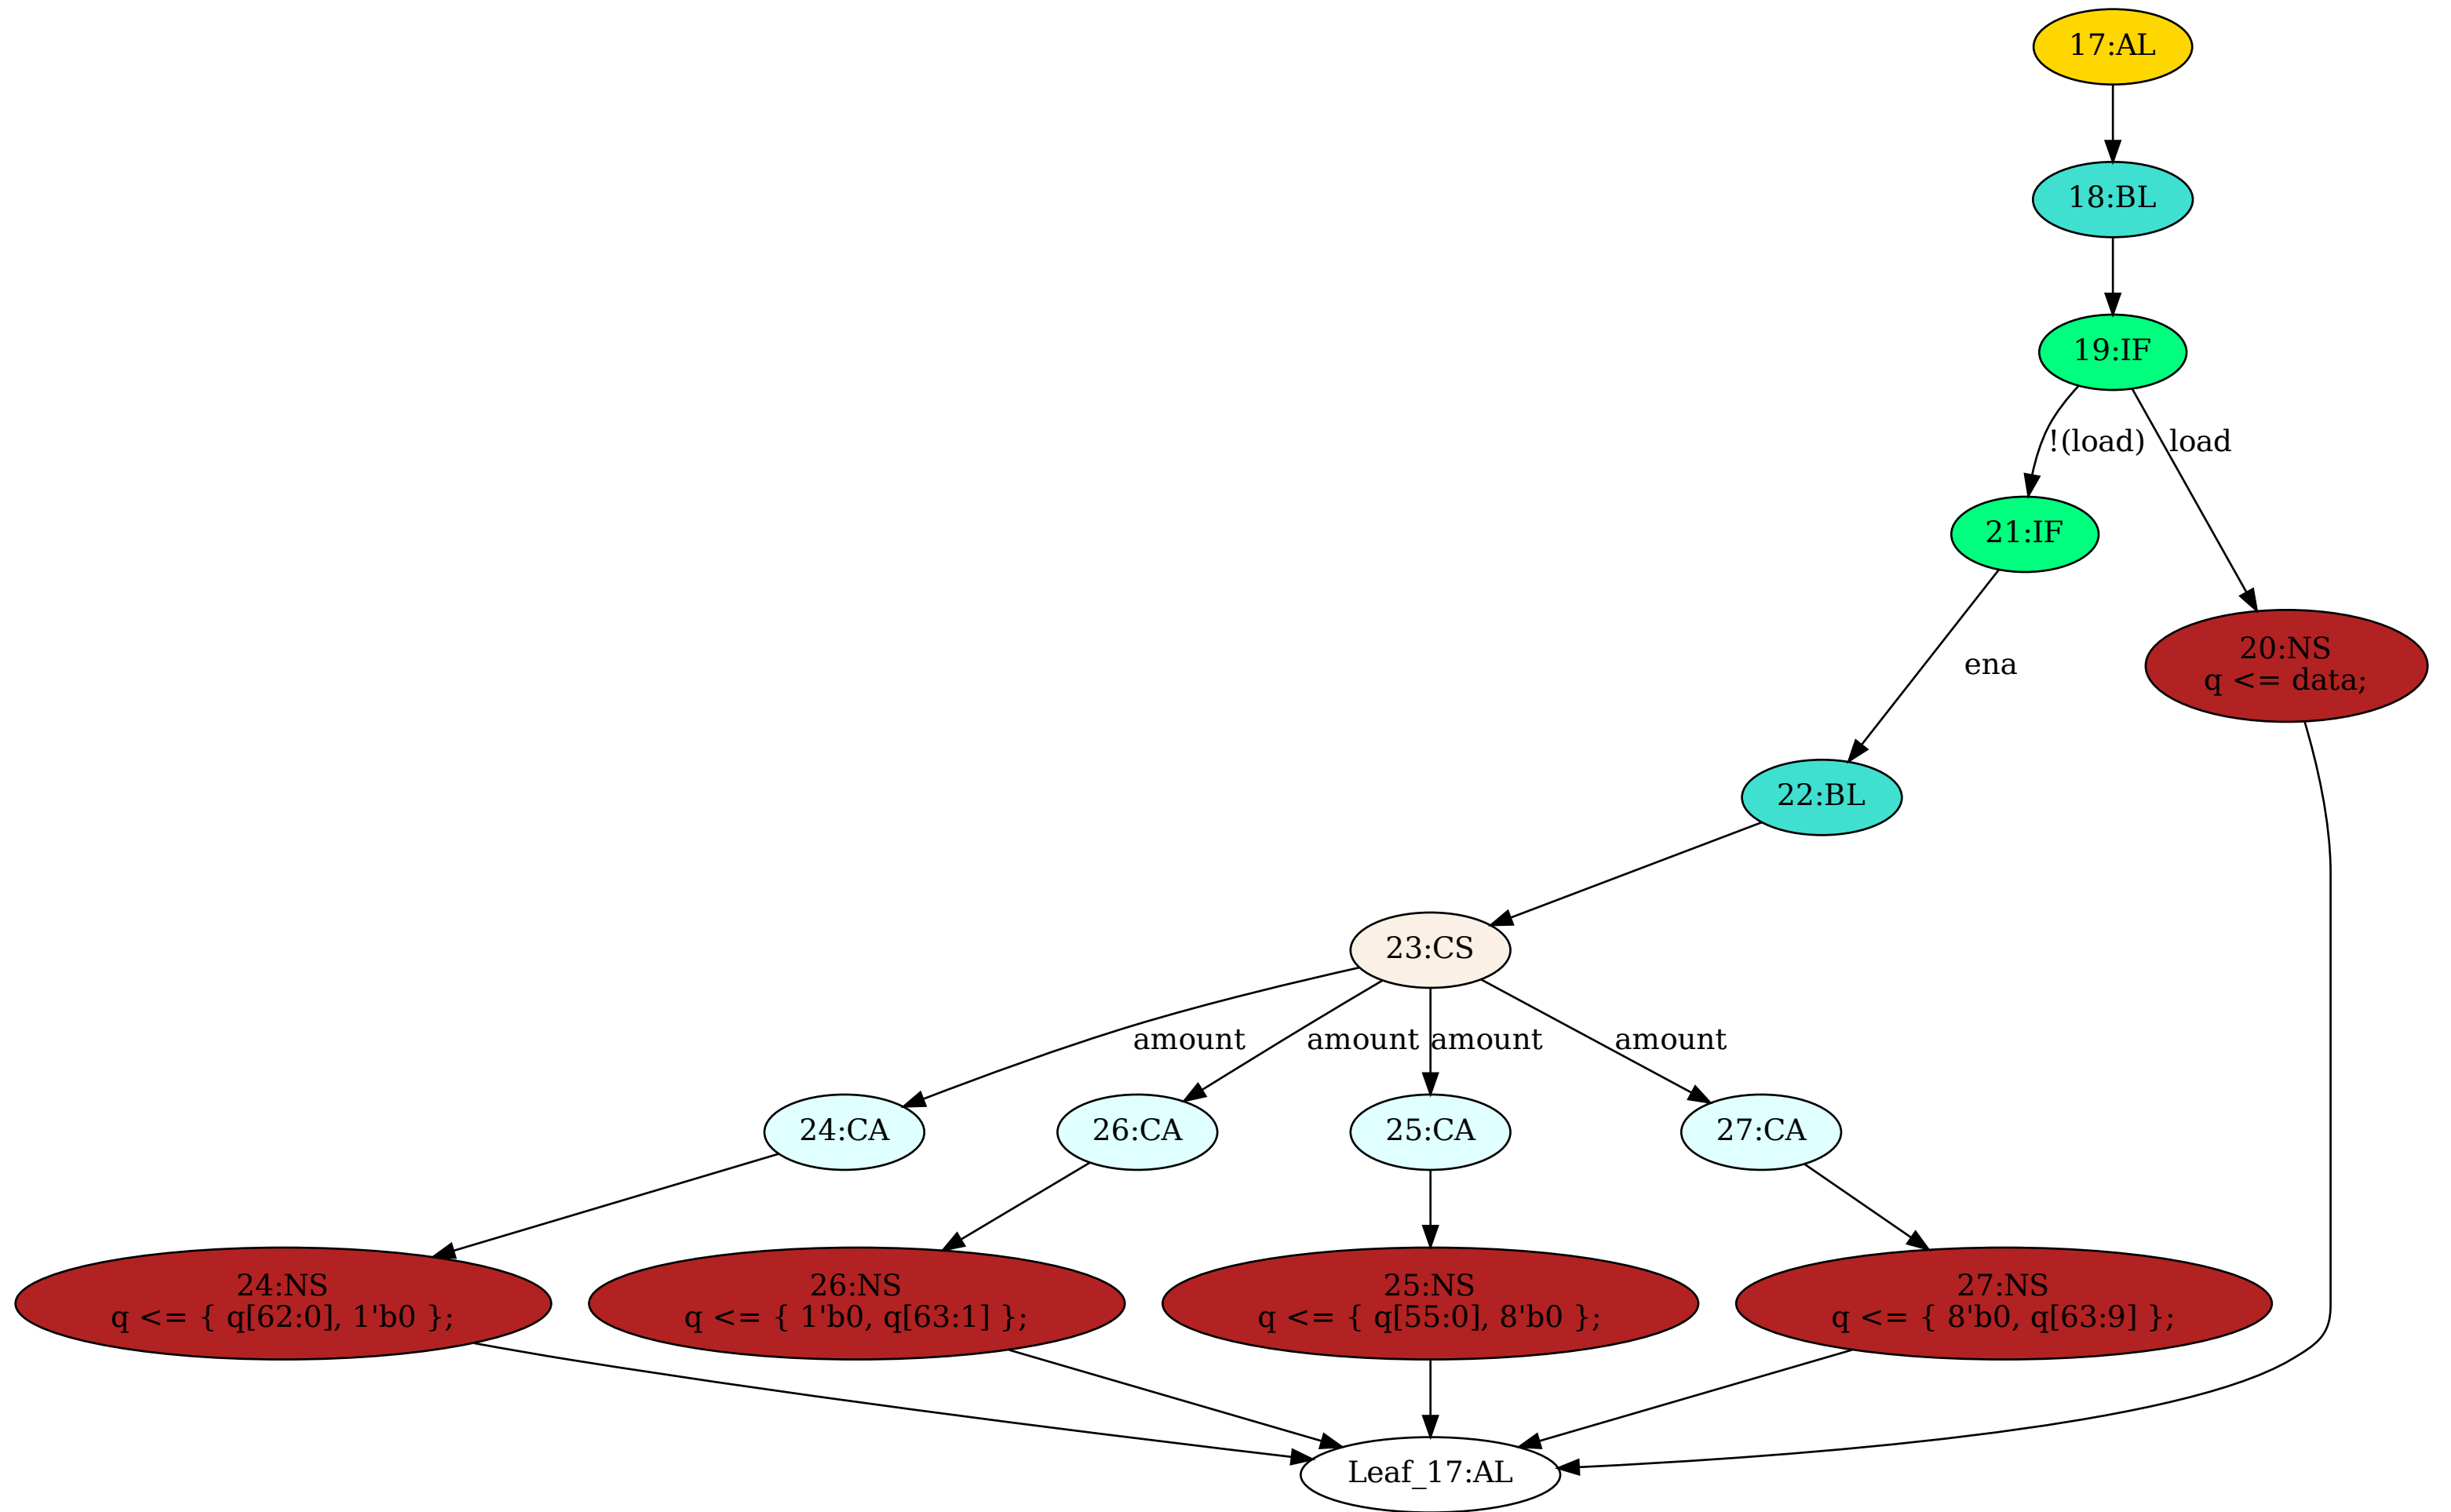 17:AL
18:BL
19:IF
!(load)
load
21:IF
20:NS
q <= data;
ena
22:BL
23:CS
amount
amount
amount
amount
24:CA
26:CA
25:CA
27:CA
24:NS
q <= { q[62:0], 1'b0 };
26:NS
q <= { 1'b0, q[63:1] };
25:NS
q <= { q[55:0], 8'b0 };
27:NS
q <= { 8'b0, q[63:9] };
Leaf_17:AL